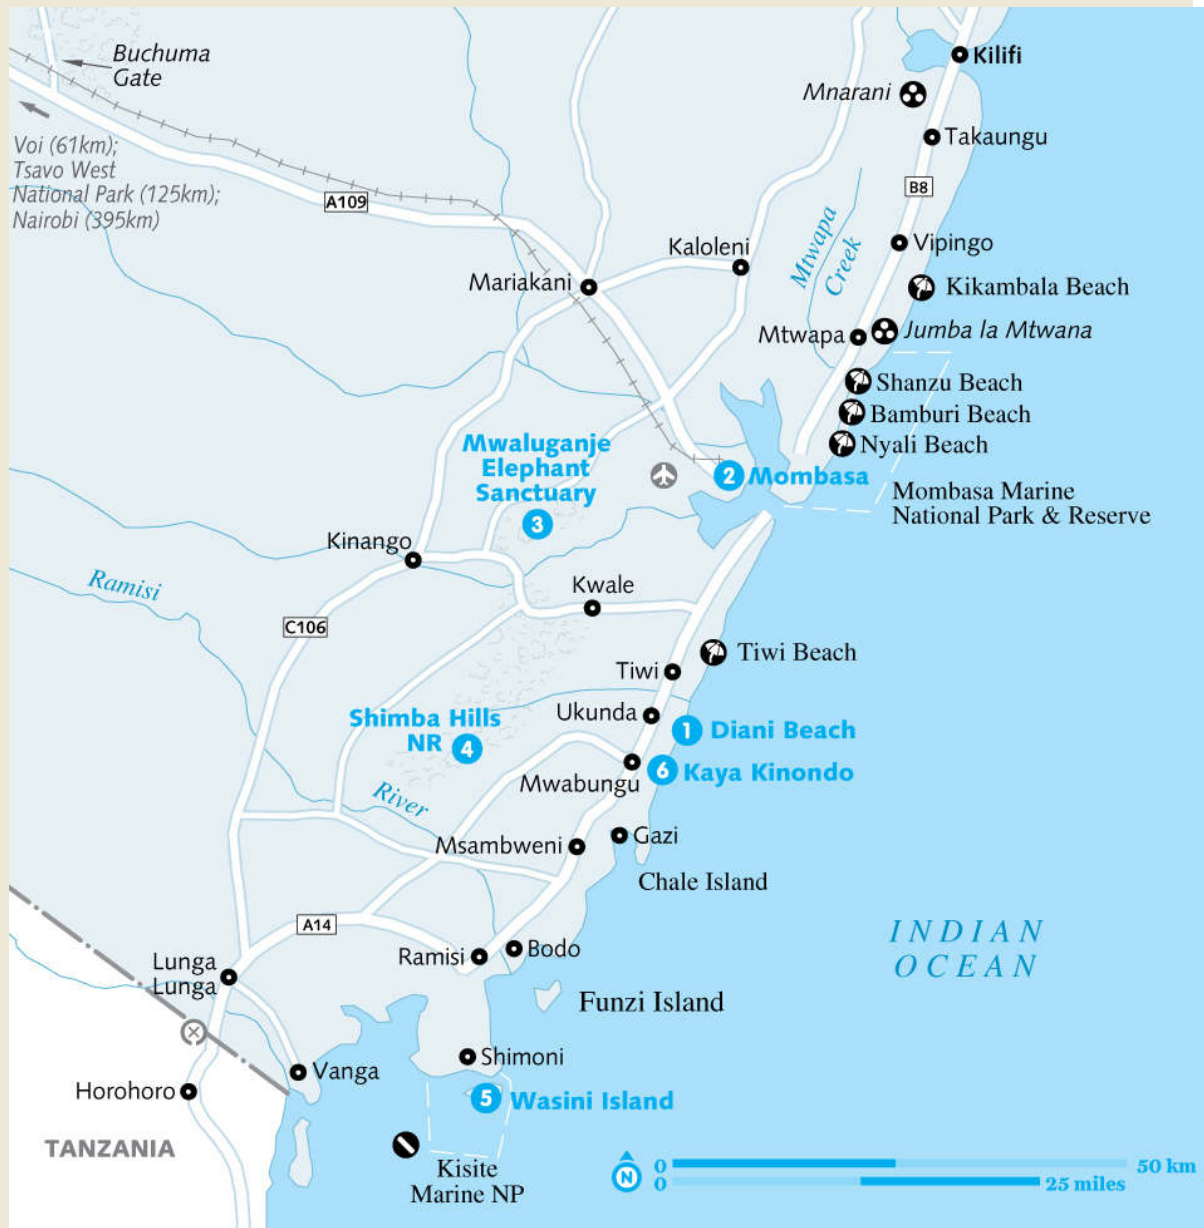 Buchuma
Gate
Kilifi
Mnarani
Takaungu
Voi (61km);
Tsavo West
National Park (125km);
Nairobi (395km)
A109
B8
Mtwapa
Creek
Vipingo
Kaloleni
Mariakani
Kikambala Beach
Mtwapa
Jumba la Mtwana
Shanzu Beach
Bamburi Beach
Nyali Beach
Mwaluganje
Elephant
Sanctuary
3
2 Mombasa
Mombasa Marine
National Park & Reserve
Kinango
Ramisi
Kwale
C106
Tiwi Beach
Tiwi
Shimba Hills
NR 4
Ukunda
1 Diani Beach
6 Kaya Kinondo
Mwabungu
River
Gazi
Msambweni
Chale Island
A14
INDIAN
OCEAN
Ramisi
Bodo
Lunga
Lunga
Funzi Island
Shimoni
Vanga
Horohoro
5 Wasini Island
TANZANIA
Kisite
Marine NP
N
0 50 km
0 25 miles